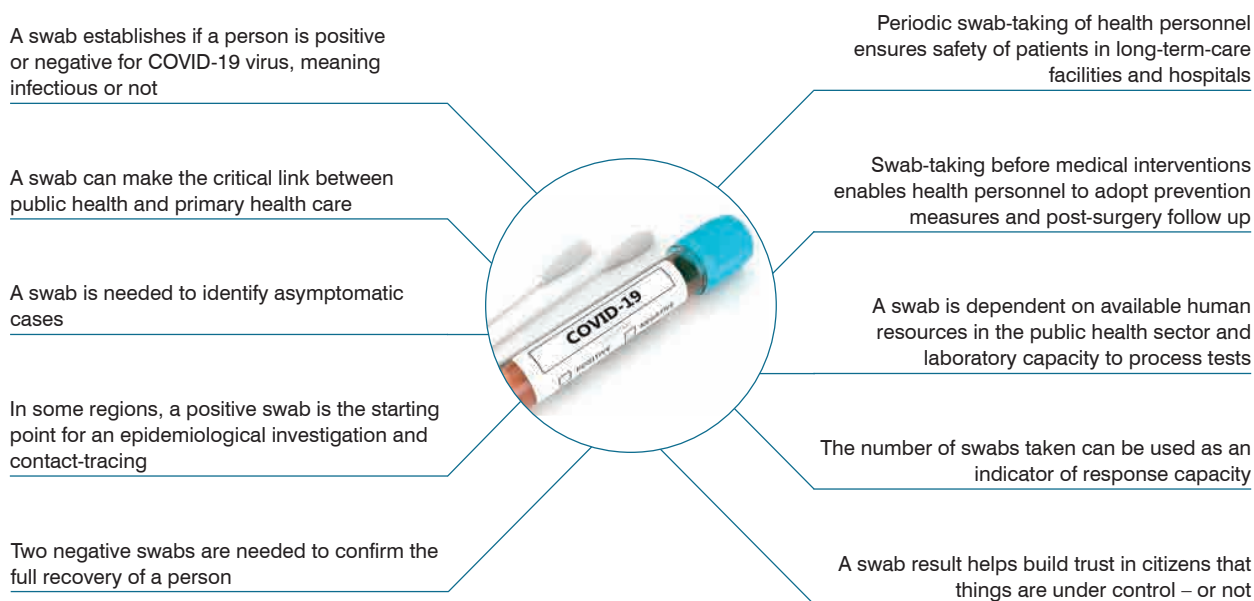 A swab establishes if a person is positive
or negative for COVID-19 virus, meaning
infectious or not
A swab can make the critical link between
public health and primary health care
A swab is needed to identify asymptomatic
cases
In some regions, a positive swab is the starting
point for an epidemiological investigation and
contact-tracing
Two negative swabs are needed to confirm the
full recovery of a person
COVID-19
POSITIVE
NEGATIVE
Periodic swab-taking of health personnel
ensures safety of patients in long-term-care
facilities and hospitals
Swab-taking before medical interventions
enables health personnel to adopt prevention
measures and post-surgery follow up
A swab is dependent on available human
resources in the public health sector and
laboratory capacity to process tests
The number of swabs taken can be used as an
indicator of response capacity
A swab result helps build trust in citizens that
things are under control – or not